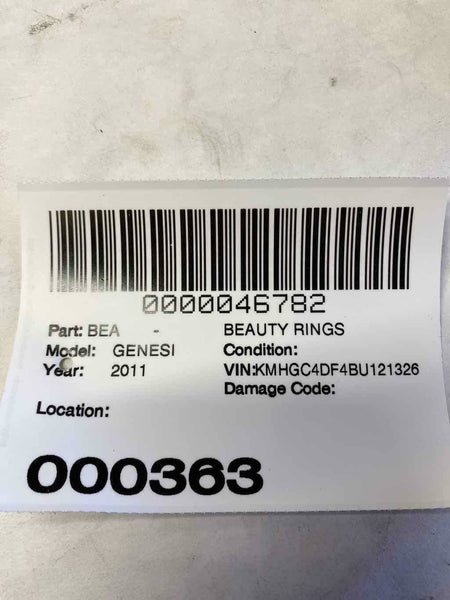 0000046782
Part: BEA - BEAUTY RINGS
Model: GENESI Condition:
Year: 2011 VIN:KMHGC4DF4BU121326
Damage Code:
Location:
000363